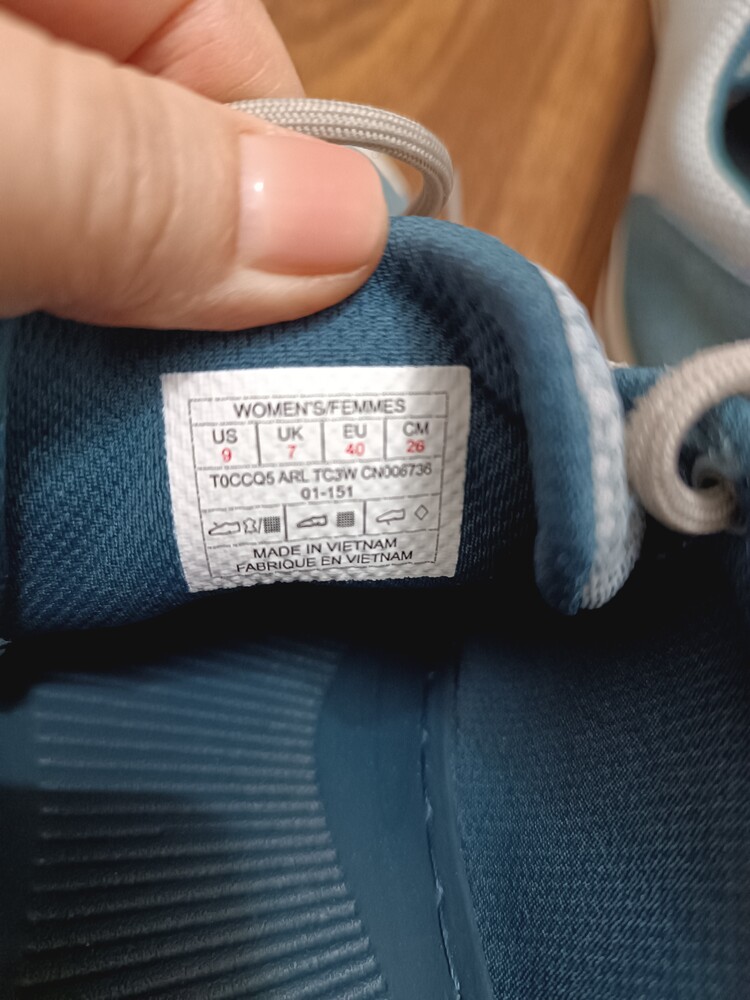 WOMEN'S/FEMMES
US UK EU CM
9 7 40 26
T0CCQ5 ARL TC3W CN006736
01-151
MADE IN VIETNAM
FABRIQUE EN VIETNAM